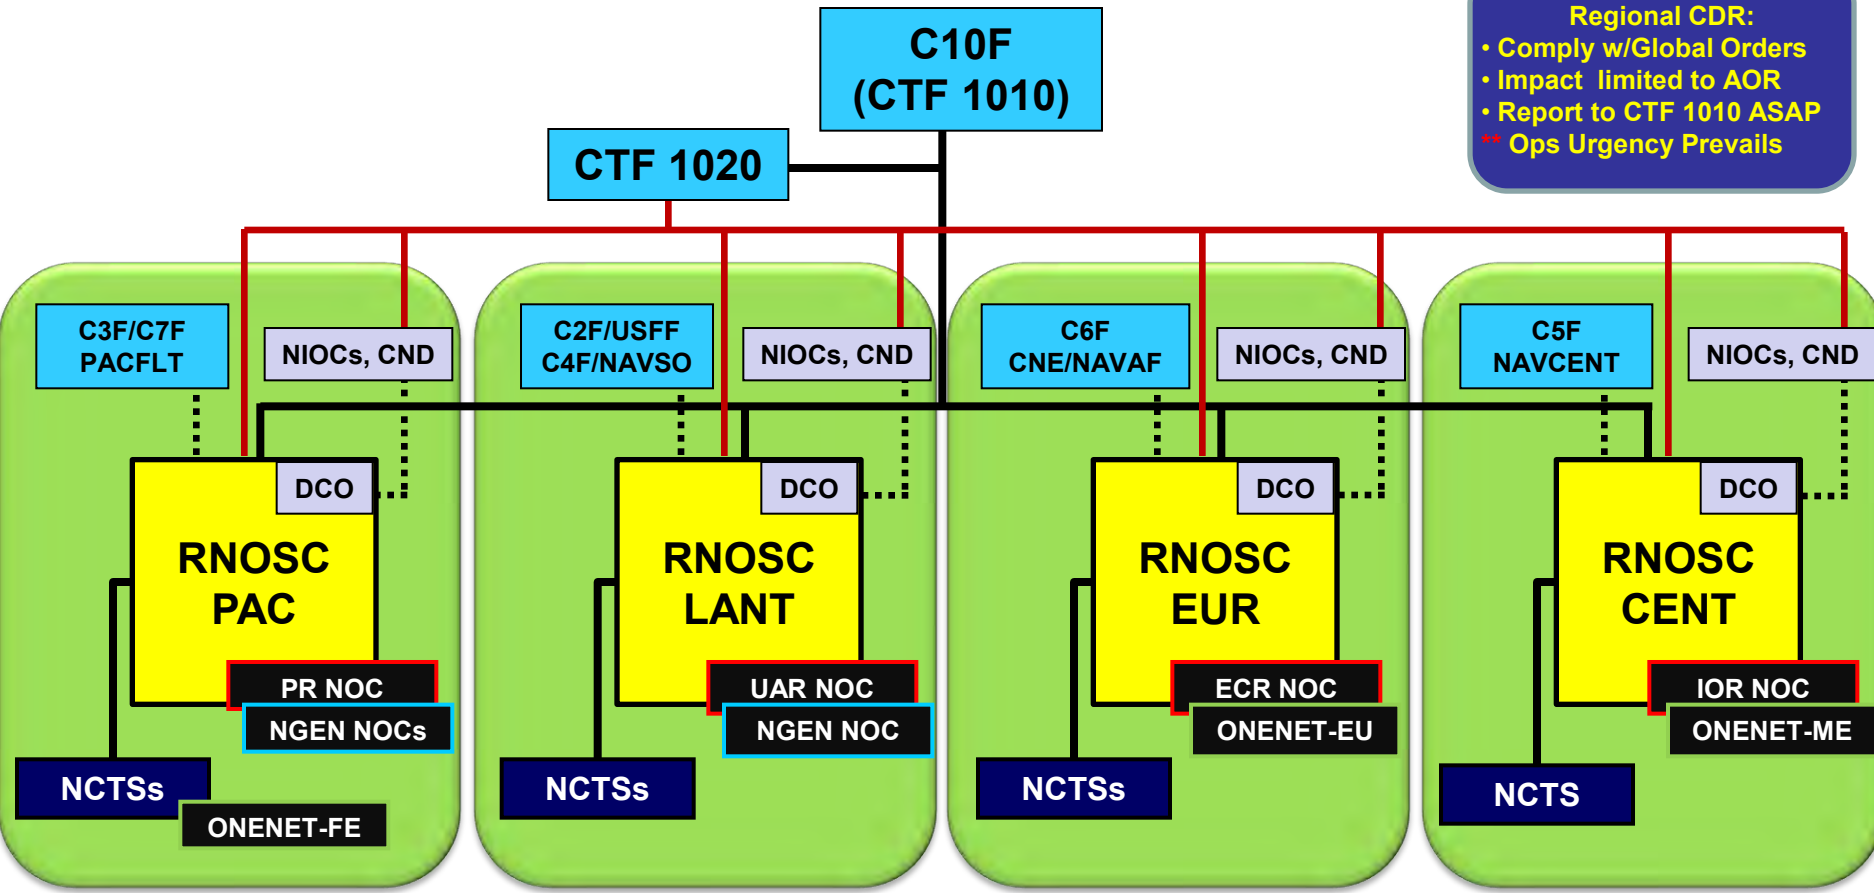 C10F
(CTF 1010)
Regional CDR:
• Comply w/Global Orders
• Impact limited to AOR
• Report to CTF 1010 ASAP
** Ops Urgency Prevails
CTF 1020
C3F/C7F
PACFLT
NIOCs, CND
DCO
RNOSC
PAC
PR NOC
NGEN NOCs
NCTSs
ONENET-FE
C2F/USFF
C4F/NAVSO
NIOCs, CND
DCO
RNOSC
LANT
UAR NOC
NGEN NOC
NCTSs
C6F
CNE/NAVAF
NIOCs, CND
DCO
RNOSC
EUR
ECR NOC
ONENET-EU
NCTSs
C5F
NAVCENT
NIOCs, CND
DCO
RNOSC
CENT
IOR NOC
ONENET-ME
NCTS